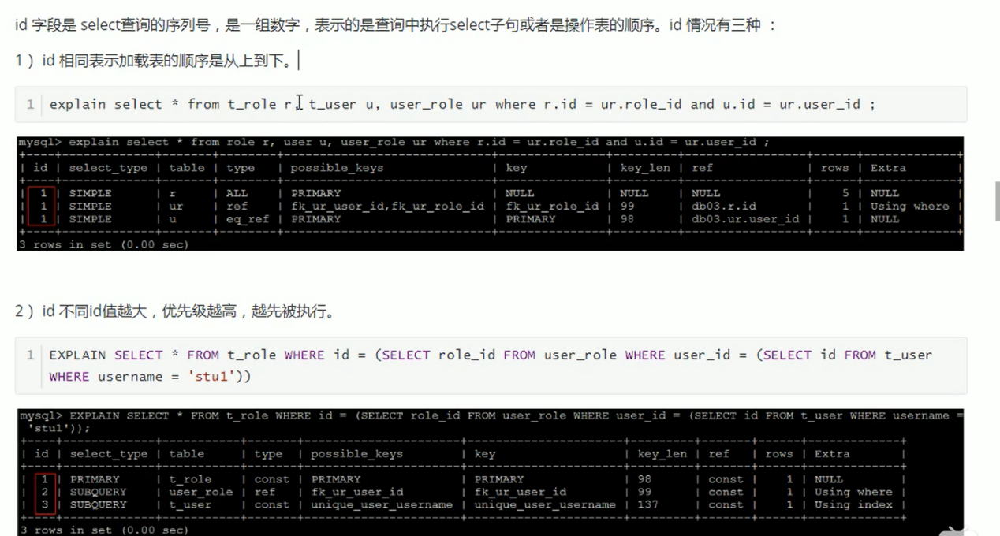 id 字段是 select查询的序列号，是一组数字，表示的是查询中执行select子句或者是操作表的顺序。id 情况有三种 ：
1 ）id 相同表示加载表的顺序是从上到下。
1 explain select * from t_role r, t_user u, user_role ur where r.id = ur.role_id and u.id = ur.user_id ;
mysql> explain select * from role r, user u, user_role ur where r.id = ur.role_id and u.id = ur.user_id ;
+----+-------------+-------+--------+---------------------------+---------------+---------+--------------------+------+-------------+
| id | select_type | table | type | possible_keys | key | key_len | ref | rows | Extra |
+----+-------------+-------+--------+---------------------------+---------------+---------+--------------------+------+-------------+
| 1 | SIMPLE | r | ALL | PRIMARY | NULL | NULL | NULL | 5 | NULL |
| 1 | SIMPLE | ur | ref | fk_ur_user_id,fk_ur_role_id | fk_ur_role_id | 99 | db03.r.id | 1 | Using where |
| 1 | SIMPLE | u | eq_ref | PRIMARY | PRIMARY | 98 | db03.ur.user_id | 1 | NULL |
+----+-------------+-------+--------+---------------------------+---------------+---------+--------------------+------+-------------+
3 rows in set (0.00 sec)
2 ）id 不同id值越大，优先级越高，越先被执行。
1 EXPLAIN SELECT * FROM t_role WHERE id = (SELECT role_id FROM user_role WHERE user_id = (SELECT id FROM t_user
WHERE username = 'stu1'))
mysql> EXPLAIN SELECT * FROM t_role WHERE id = (SELECT role_id FROM user_role WHERE user_id = (SELECT id FROM t_user WHERE username =
'stu1'));
+----+-------------+-----------+-------+----------------------+----------------------+---------+-------+------+-------------+
| id | select_type | table | type | possible_keys | key | key_len | ref | rows | Extra |
+----+-------------+-----------+-------+----------------------+----------------------+---------+-------+------+-------------+
| 1 | PRIMARY | t_role | const | PRIMARY | PRIMARY | 98 | const | 1 | NULL |
| 2 | SUBQUERY | user_role | ref | fk_ur_user_id | fk_ur_user_id | 99 | const | 1 | Using where |
| 3 | SUBQUERY | t_user | const | unique_user_username | unique_user_username | 137 | const | 1 | Using index |
+----+-------------+-----------+-------+----------------------+----------------------+---------+-------+------+-------------+
3 rows in set (0.00 sec)